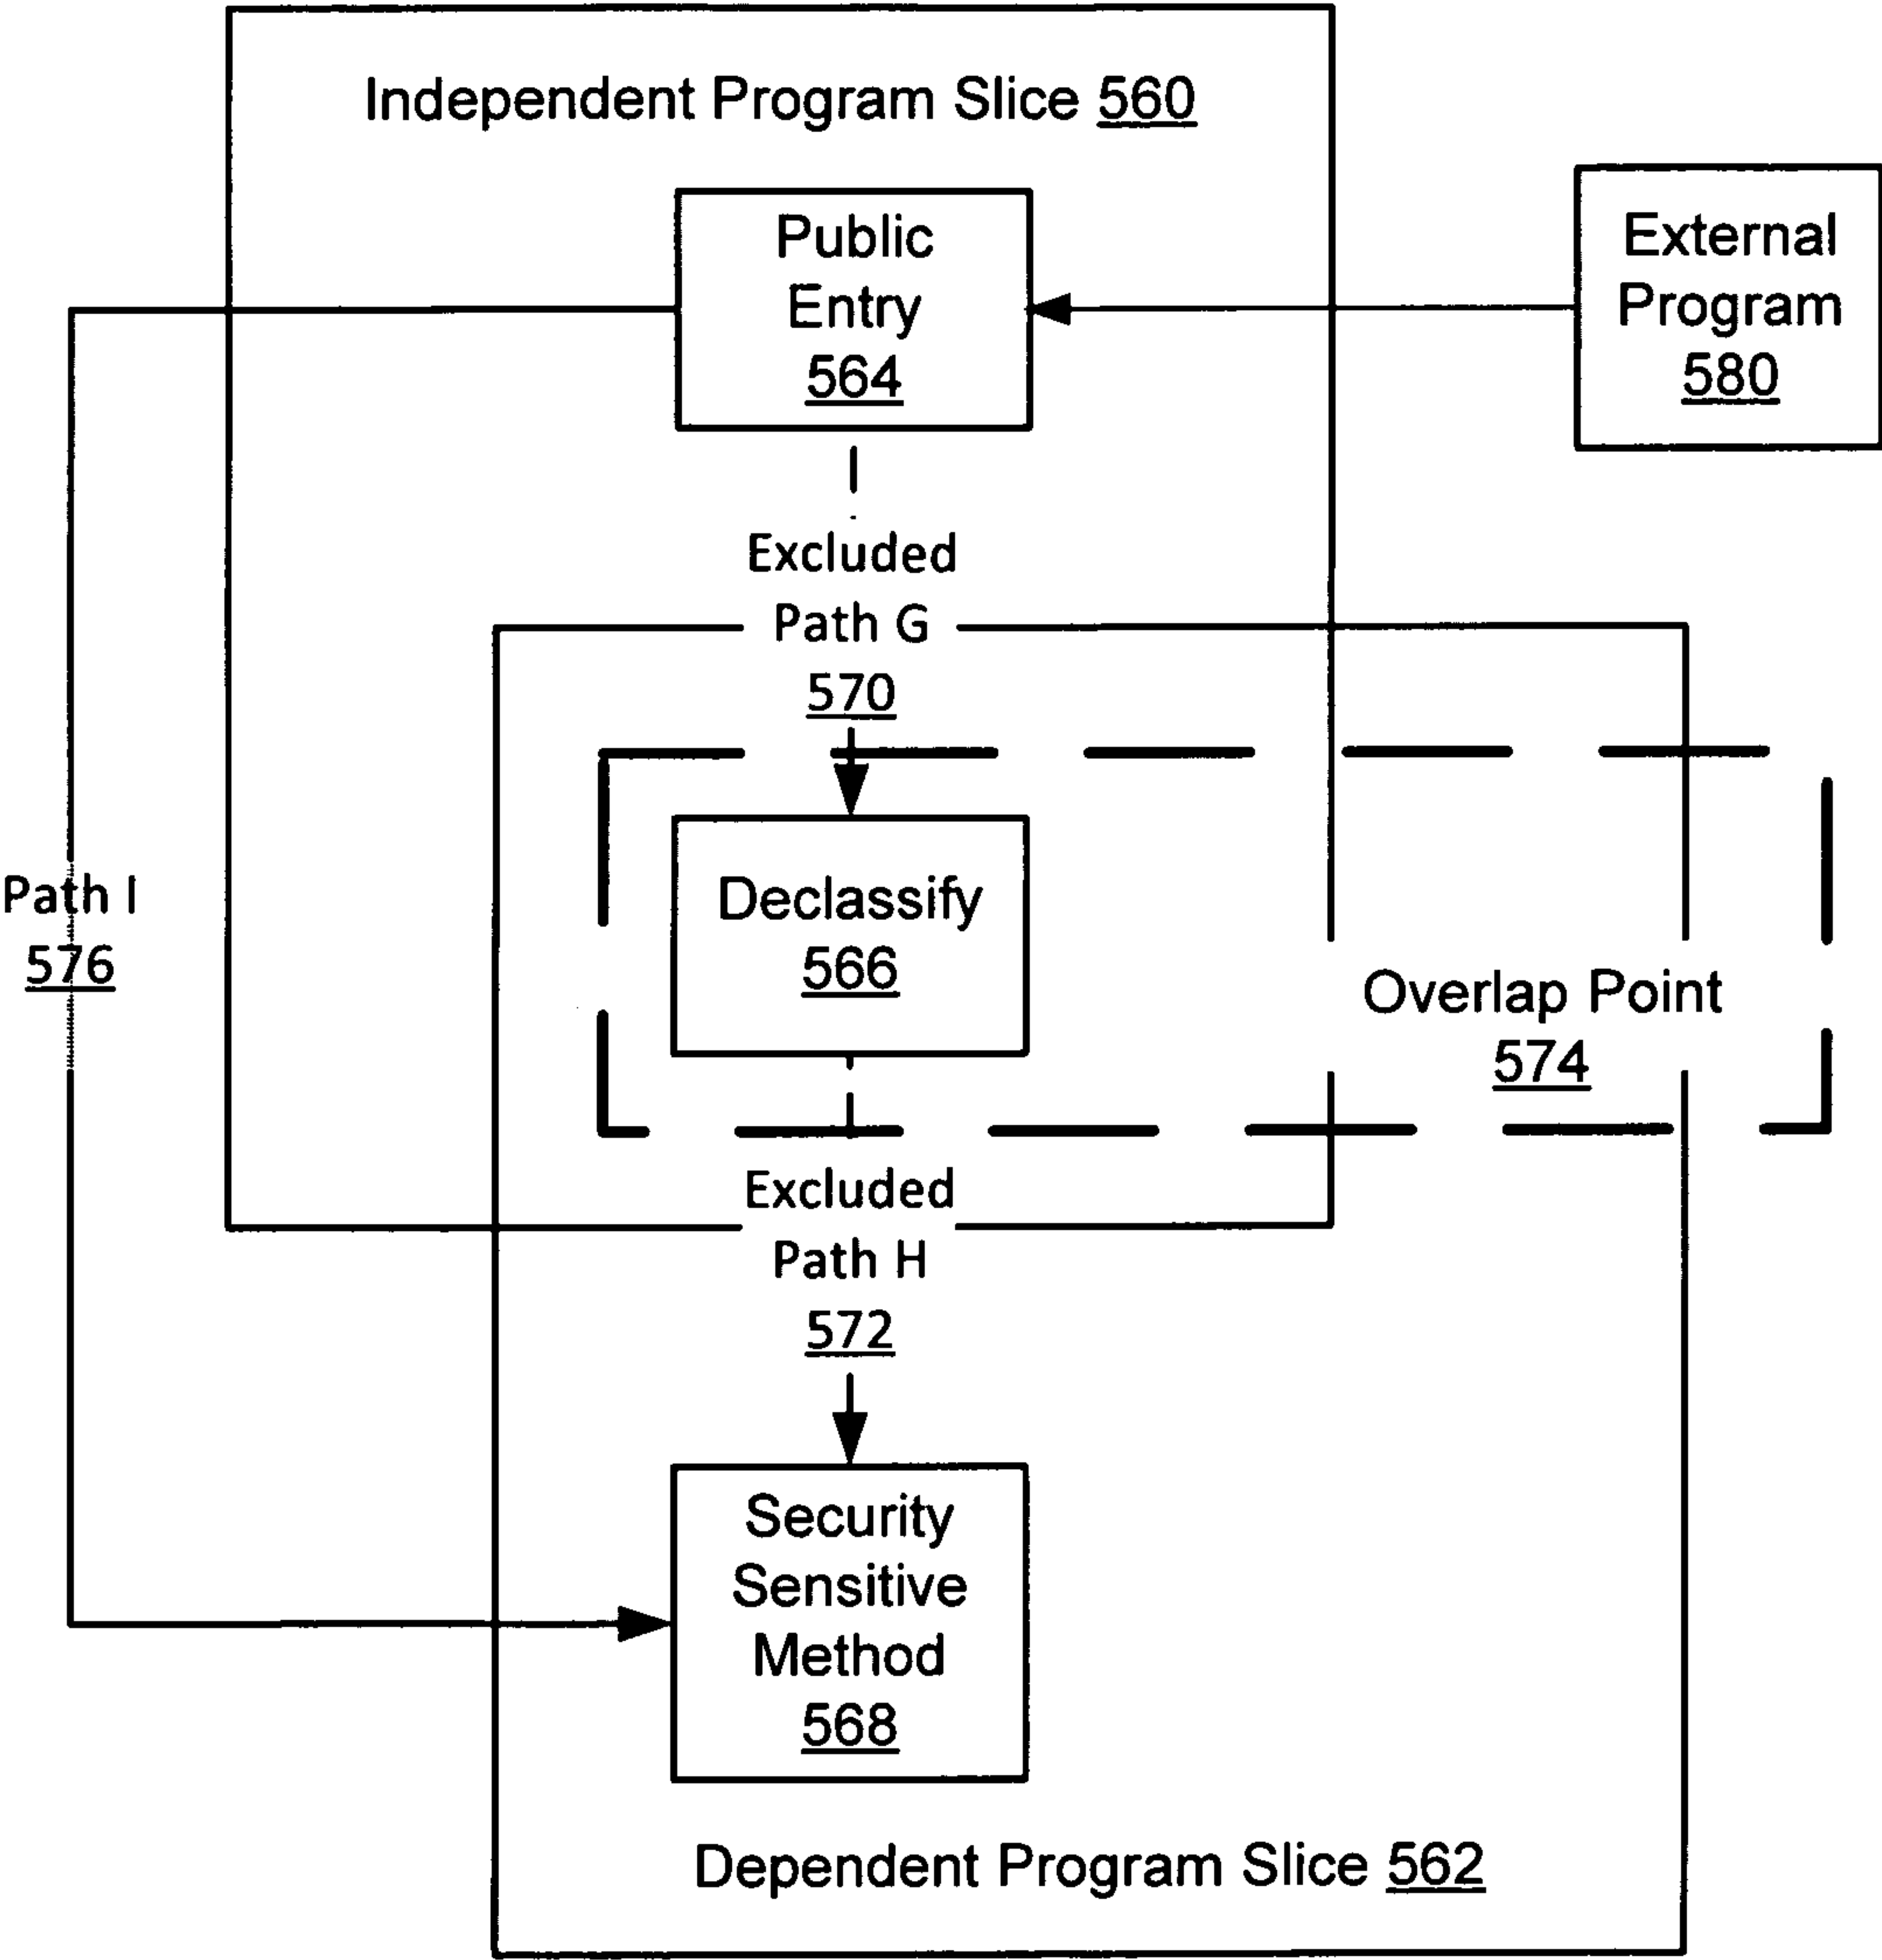 Independent Program Slice 560
Public
Entry
564
External
Program
580
Excluded
Path G
570
Declassify
566
Path I
576
Overlap Point
574
Excluded
Path H
572
Security
Sensitive
Method
568
Dependent Program Slice 562